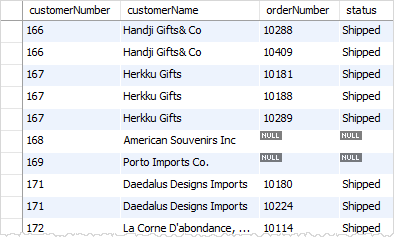 customerNumber customerName orderNumber status
166 Handji Gifts& Co 10288 Shipped
166 Handji Gifts& Co 10409 Shipped
167 Herkku Gifts 10181 Shipped
167 Herkku Gifts 10188 Shipped
167 Herkku Gifts 10289 Shipped
168 American Souvenirs Inc NULL NULL
169 Porto Imports Co. NULL NULL
171 Daedalus Designs Imports 10180 Shipped
171 Daedalus Designs Imports 10224 Shipped
172 La Corne D'abondance, ... 10114 Shipped